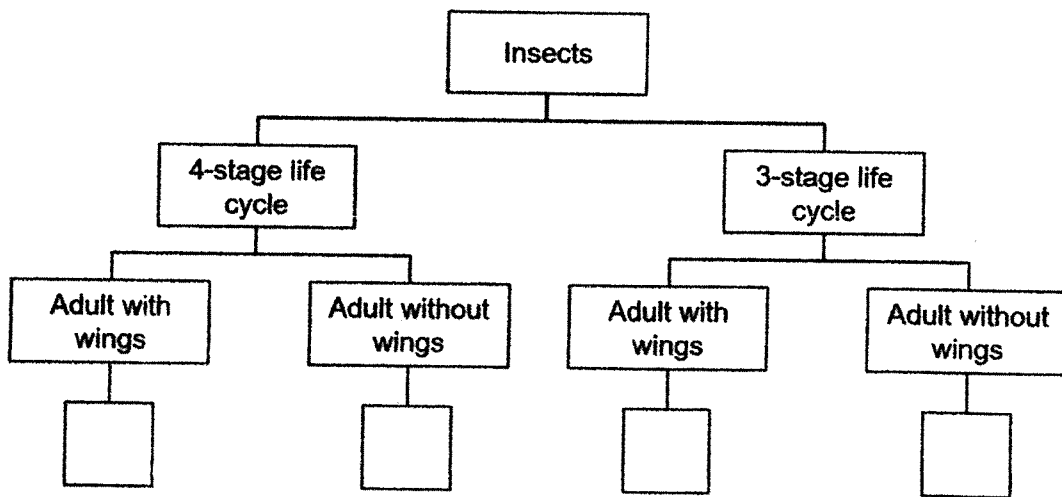 Insects
4-stage life
cycle
3-stage life
cycle
Adult with
wings
Adult without
wings
Adult with
wings
Adult without
wings